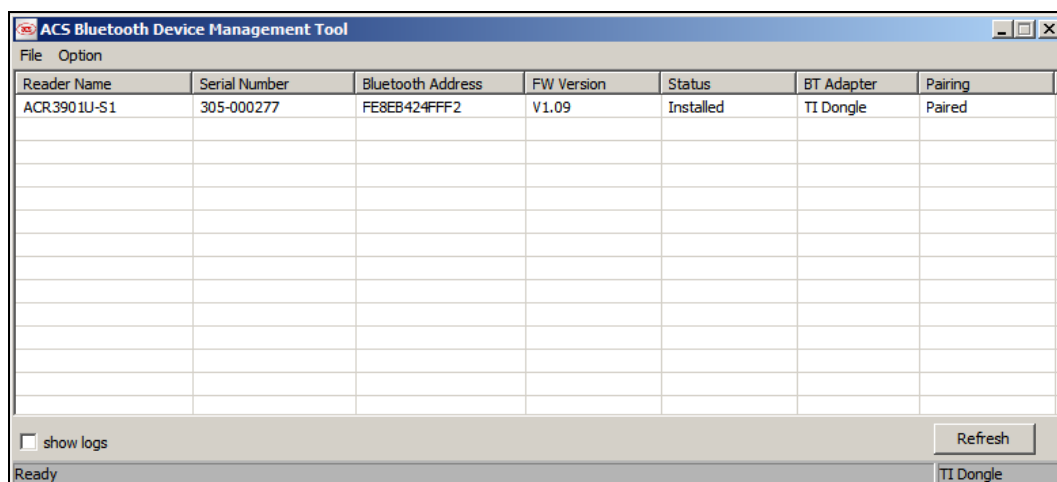 ACS Bluetooth Device Management Tool
File Option
Reader Name Serial Number Bluetooth Address FW Version Status BT Adapter Pairing
ACR3901U-S1 305-000277 FE8EB424FFF2 V1.09 Installed TI Dongle Paired
show logs Refresh
Ready TI Dongle